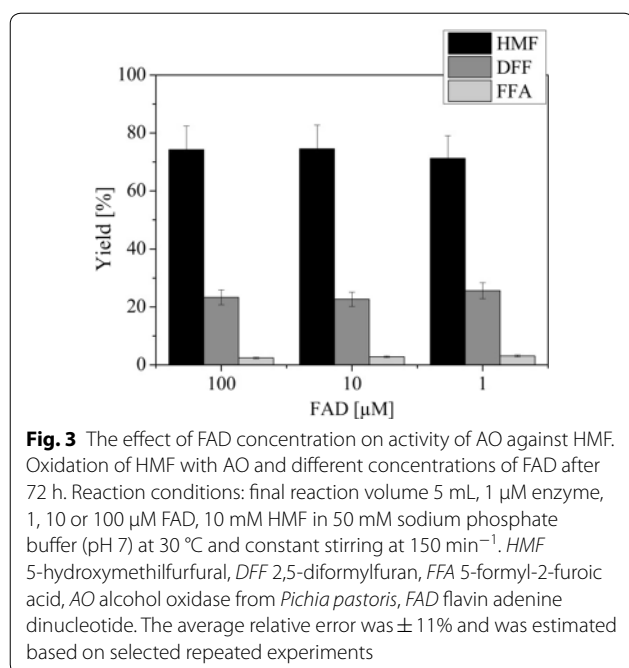 HMF
DFF
FFA
100
80
60
40
20
0
Yield [%]
100 10 1
FAD [µM]
Fig. 3 The effect of FAD concentration on activity of AO against HMF.
Oxidation of HMF with AO and different concentrations of FAD after
72 h. Reaction conditions: final reaction volume 5 mL, 1 µM enzyme,
1, 10 or 100 µM FAD, 10 mM HMF in 50 mM sodium phosphate
buffer (pH 7) at 30 °C and constant stirring at 150 min⁻¹. HMF
5-hydroxymethilfurfural, DFF 2,5-diformylfuran, FFA 5-formyl-2-furoic
acid, AO alcohol oxidase from Pichia pastoris, FAD flavin adenine
dinucleotide. The average relative error was ± 11% and was estimated
based on selected repeated experiments